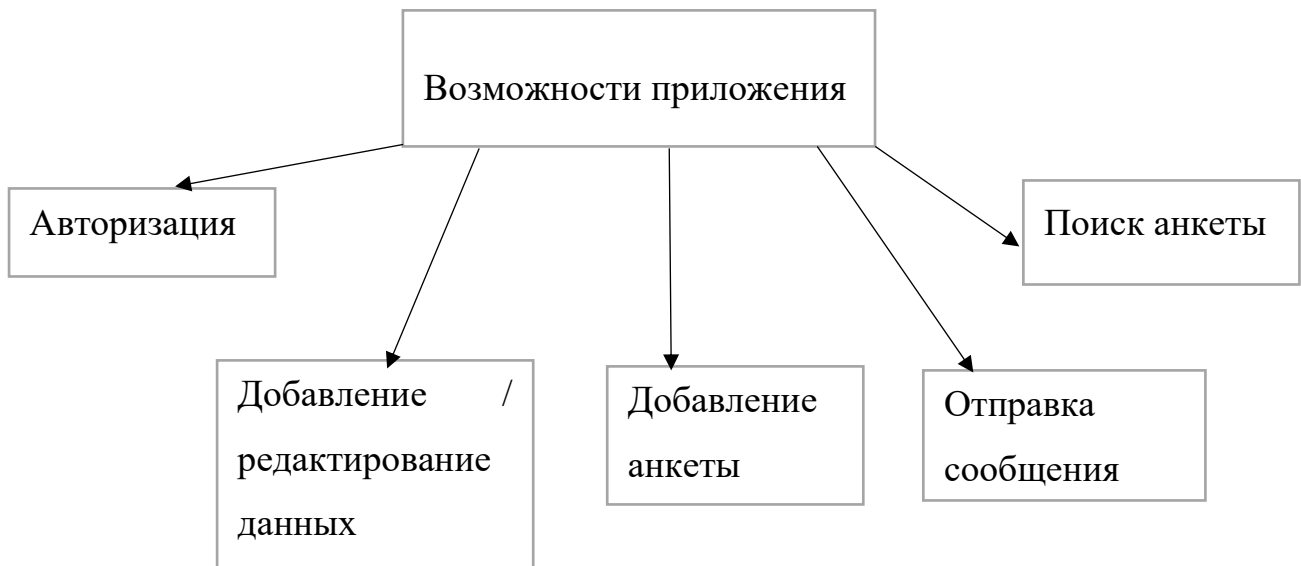 Возможности приложения
Авторизация
Поиск анкеты
Добавление /
редактирование
данных
Добавление
анкеты
Отправка
сообщения